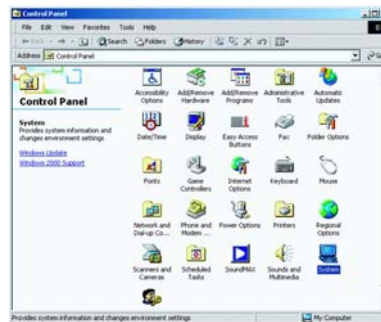 Control Panel
File Edit View Favorites Tools Help
Back Search Folders History
Address Control Panel Go
Control Panel
System
Provides system information and
changes environment settings
Windows Update
Windows 2000 Support
Accessibility Options
Add/Remove Hardware
Add/Remove Programs
Administrative Tools
Automatic Updates
Date/Time
Display
Easy Access Buttons
Fax
Folder Options
Fonts
Game Controllers
Internet Options
Keyboard
Mouse
Network and Dial-up Co...
Phone and Modem ...
Power Options
Printers
Regional Options
Scanners and Cameras
Scheduled Tasks
SoundMAX
Sounds and Multimedia
System
Provides system information and changes environment settings
My Computer